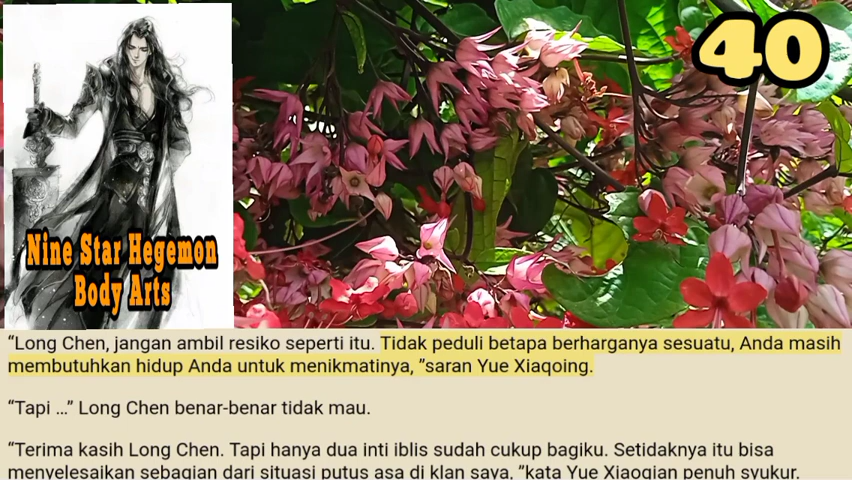 40
Nine Star Hegemon
Body Arts
“Long Chen, jangan ambil resiko seperti itu. Tidak peduli betapa berharganya sesuatu, Anda masih
membutuhkan hidup Anda untuk menikmatinya, ”saran Yue Xiaqoing.
“Tapi …” Long Chen benar-benar tidak mau.
“Terima kasih Long Chen. Tapi hanya dua inti iblis sudah cukup bagiku. Setidaknya itu bisa
menyelesaikan sebagian dari situasi putus asa di klan saya, ”kata Yue Xiaoqian penuh syukur.